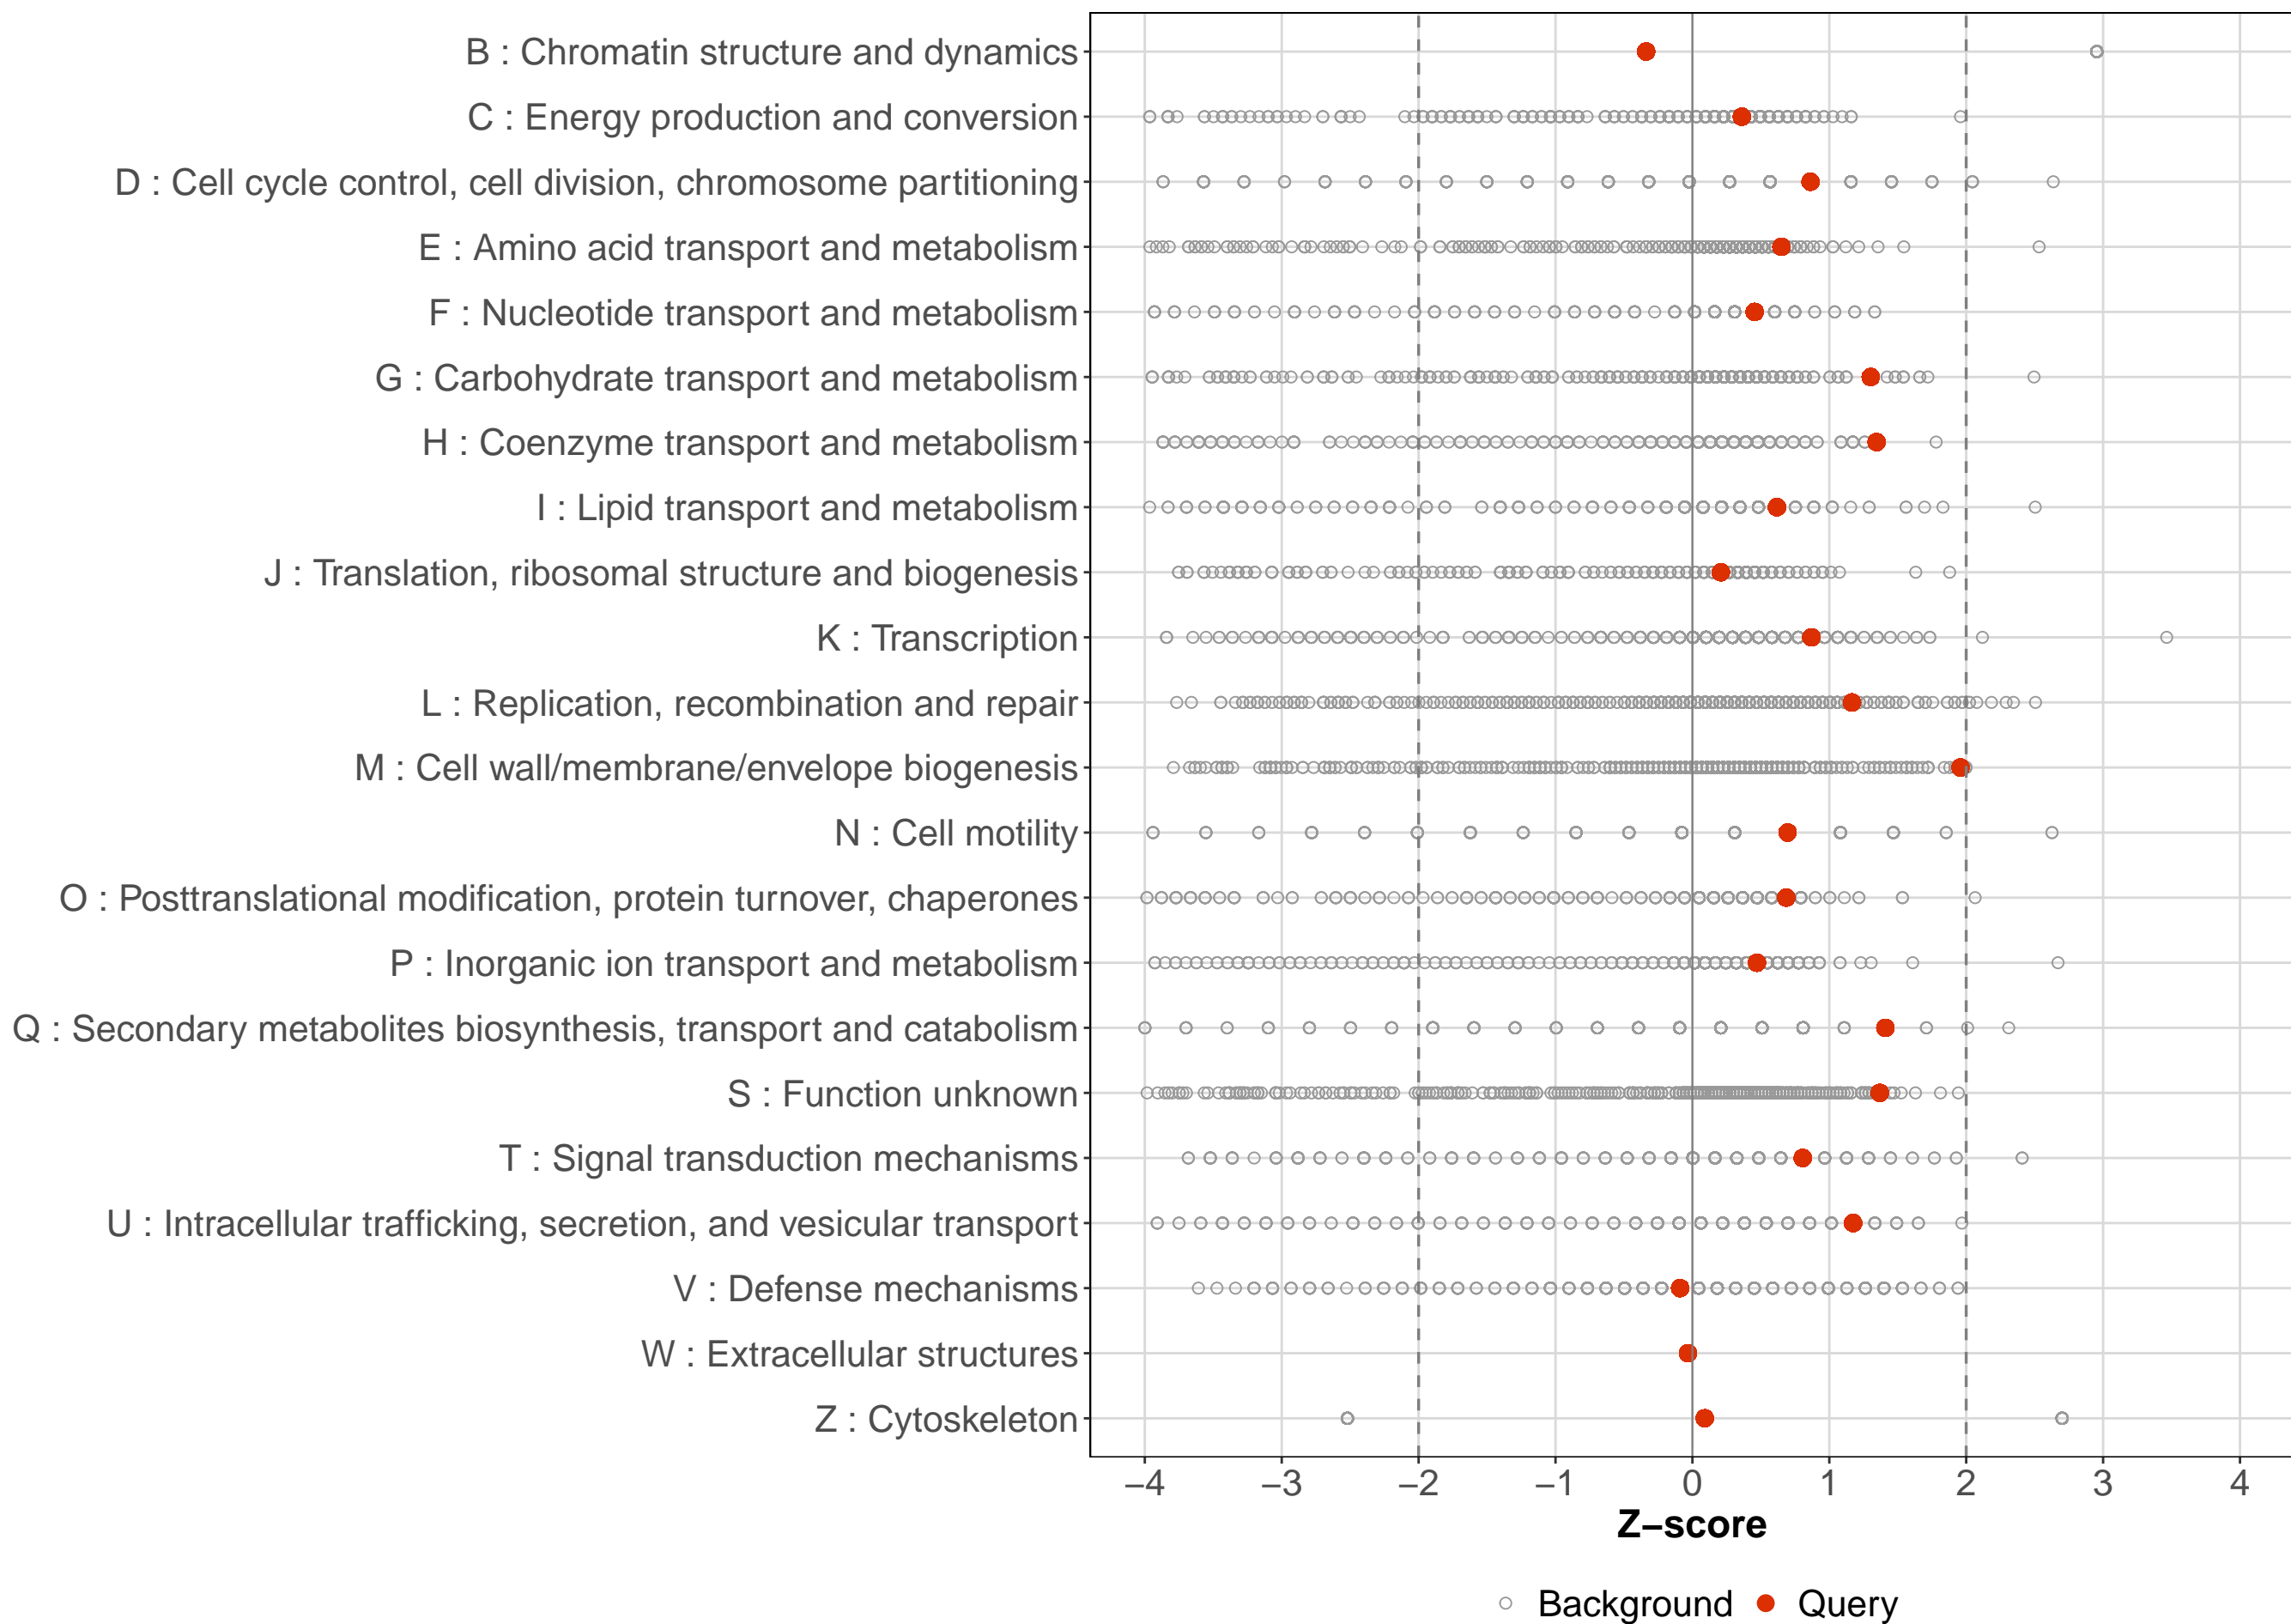 B : Chromatin structure and dynamics
C : Energy production and conversion
D : Cell cycle control, cell division, chromosome partitioning
E : Amino acid transport and metabolism
F : Nucleotide transport and metabolism
G : Carbohydrate transport and metabolism
H : Coenzyme transport and metabolism
I : Lipid transport and metabolism
J : Translation, ribosomal structure and biogenesis
K : Transcription
L : Replication, recombination and repair
M : Cell wall/membrane/envelope biogenesis
N : Cell motility
O : Posttranslational modification, protein turnover, chaperones
P : Inorganic ion transport and metabolism
Q : Secondary metabolites biosynthesis, transport and catabolism
S : Function unknown
T : Signal transduction mechanisms
U : Intracellular trafficking, secretion, and vesicular transport
V : Defense mechanisms
W : Extracellular structures
Z : Cytoskeleton
−4 −3 −2 −1 0 1 2 3 4
Z−score
Background Query